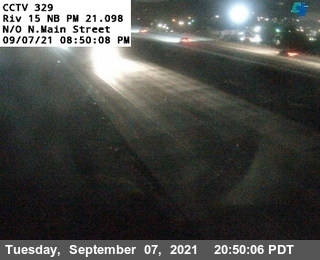 CCTV 329
Riv 15 NB PM 21.098
N/O N.Main Street
09/07/21 08:50:08 PM
Tuesday, September 07, 2021 20:50:06 PDT